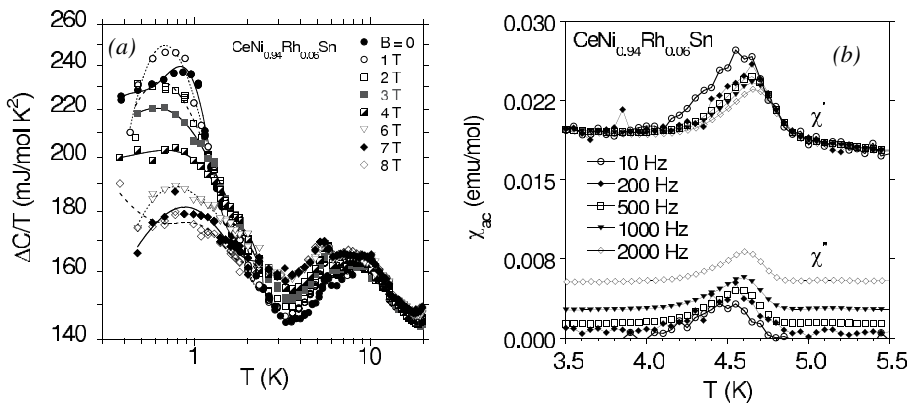 (a)
CeNi0.94Rh0.06Sn
B = 0
1 T
2 T
3 T
4 T
6 T
7 T
8 T
260
240
220
200
180
160
140
ΔC/T (mJ/mol K²)
1
10
T (K)
(b)
CeNi0.94Rh0.06Sn
χ'
10 Hz
200 Hz
500 Hz
1000 Hz
2000 Hz
χ"
0.030
0.022
0.015
0.008
0.000
χac (emu/mol)
3.5
4.0
4.5
5.0
5.5
T (K)